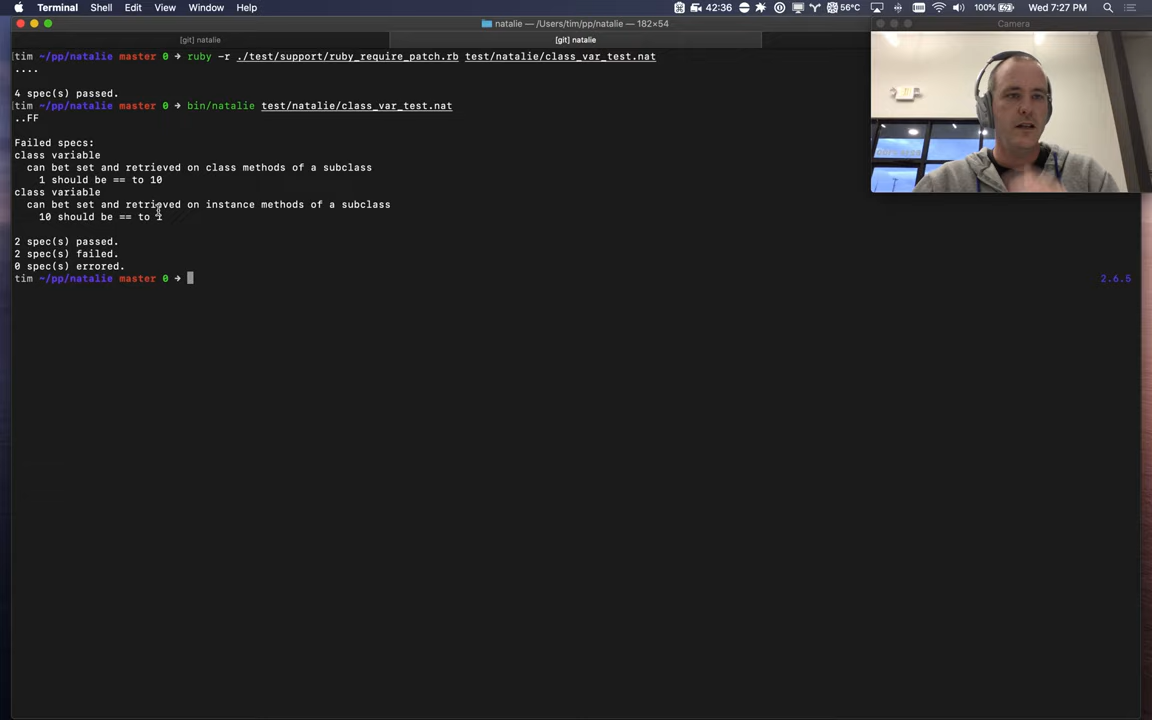 Terminal Shell Edit View Window Help 42:36 56°C 100% Wed 7:27 PM
natalie — /Users/tim/pp/natalie — 182×54
Camera
[git] natalie [git] natalie
tim ~/pp/natalie master 0 → ruby -r ./test/support/ruby_require_patch.rb test/natalie/class_var_test.nat
....
4 spec(s) passed.
tim ~/pp/natalie master 0 → bin/natalie test/natalie/class_var_test.nat
..FF
Failed specs:
class variable
can bet set and retrieved on class methods of a subclass
1 should be == to 10
class variable
can bet set and retrieved on instance methods of a subclass
10 should be == to 1
2 spec(s) passed.
2 spec(s) failed.
0 spec(s) errored.
tim ~/pp/natalie master 0 → 2.6.5